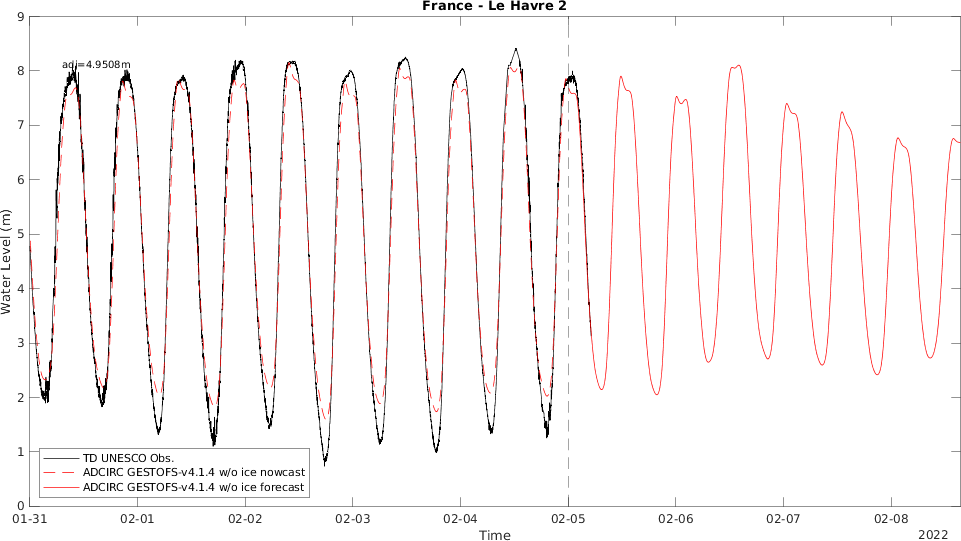 France - Le Havre 2
9
8
7
6
5
4
3
2
1
0
Water Level (m)
adj=4.9508m
TD UNESCO Obs.
ADCIRC GESTOFS-v4.1.4 w/o ice nowcast
ADCIRC GESTOFS-v4.1.4 w/o ice forecast
01-31 02-01 02-02 02-03 02-04 02-05 02-06 02-07 02-08
Time
2022